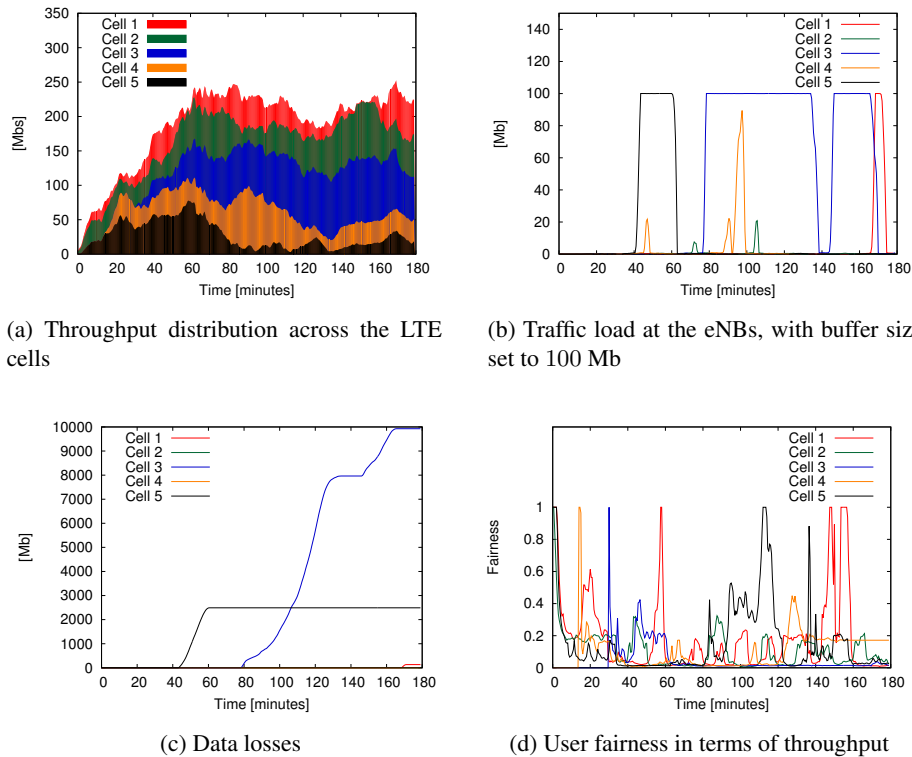 350
300
250
200
150
100
50
0
[Mbs]
Cell 1
Cell 2
Cell 3
Cell 4
Cell 5
0 20 40 60 80 100 120 140 160 180
Time [minutes]
(a) Throughput distribution across the LTE
cells
140
120
100
80
60
40
20
0
[Mb]
Cell 1
Cell 2
Cell 3
Cell 4
Cell 5
0 20 40 60 80 100 120 140 160 180
Time [minutes]
(b) Traffic load at the eNBs, with buffer siz
set to 100 Mb
10000
9000
8000
7000
6000
5000
4000
3000
2000
1000
0
[Mb]
Cell 1
Cell 2
Cell 3
Cell 4
Cell 5
0 20 40 60 80 100 120 140 160 180
Time [minutes]
(c) Data losses
1
0.8
0.6
0.4
0.2
0
Fairness
Cell 1
Cell 2
Cell 3
Cell 4
Cell 5
0 20 40 60 80 100 120 140 160 180
Time [minutes]
(d) User fairness in terms of throughput